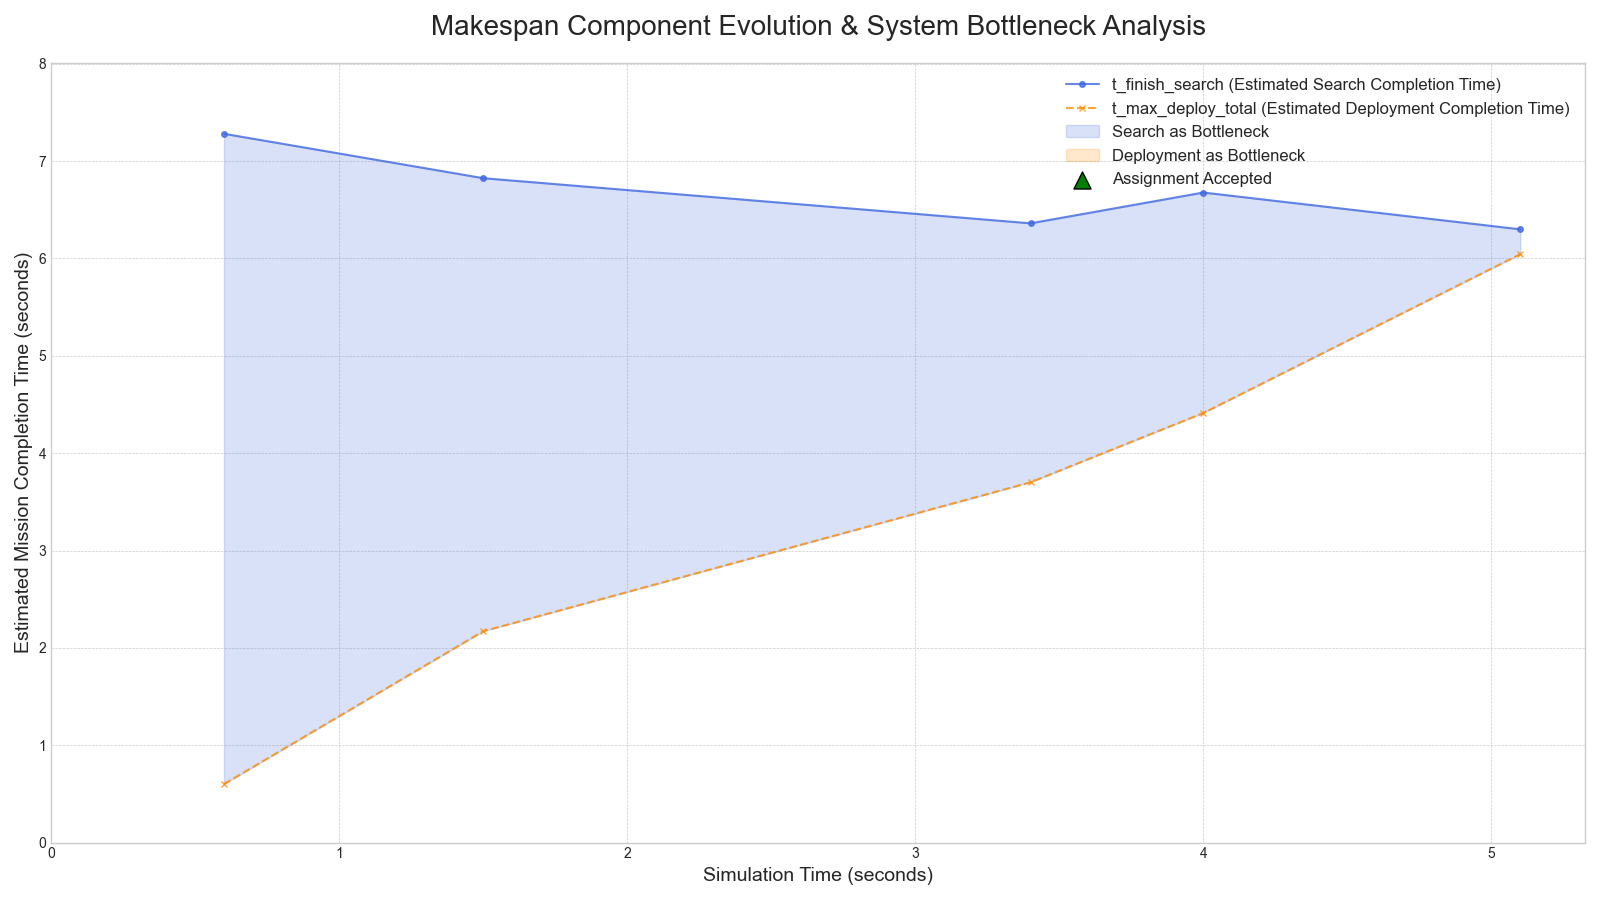 Makespan Component Evolution & System Bottleneck Analysis
t_finish_search (Estimated Search Completion Time)
t_max_deploy_total (Estimated Deployment Completion Time)
Search as Bottleneck
Deployment as Bottleneck
Assignment Accepted
Estimated Mission Completion Time (seconds)
8
7
6
5
4
3
2
1
0
0 1 2 3 4 5
Simulation Time (seconds)